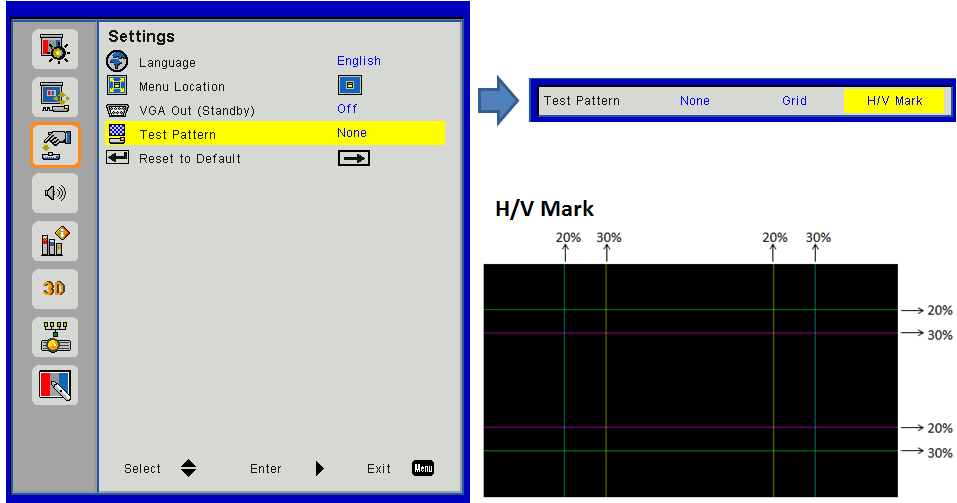 Settings
Language English
Menu Location
VGA Out (Standby) Off
Test Pattern None
Reset to Default
3D
Select Enter Exit Menu
Test Pattern None Grid H/V Mark
H/V Mark
20% 30% 20% 30%
20%
30%
20%
30%